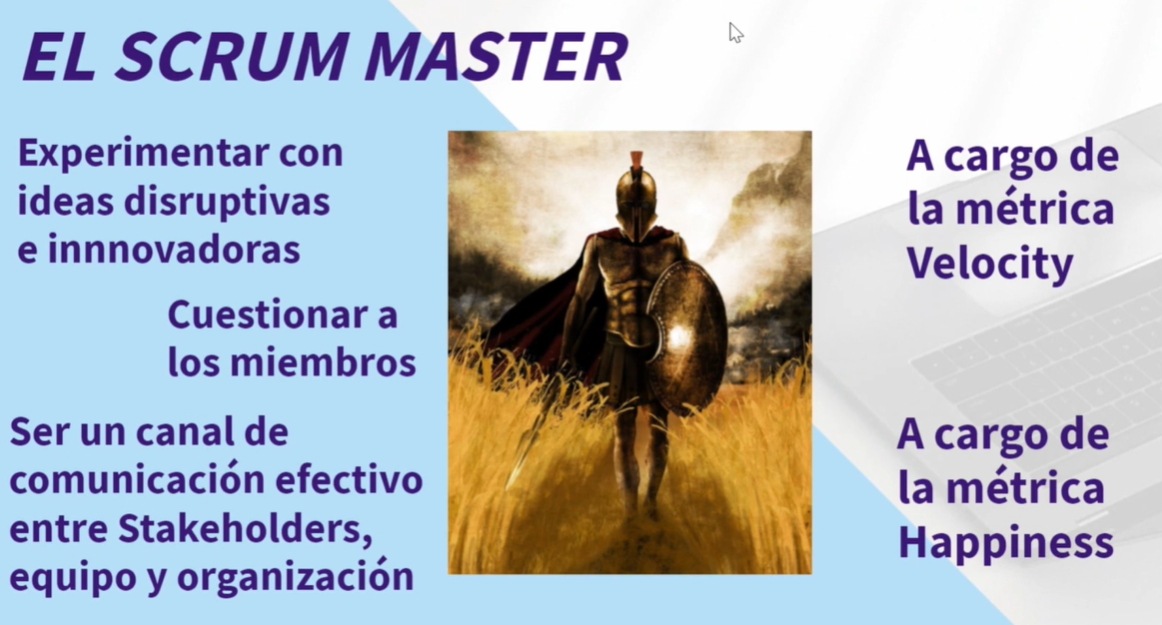 EL SCRUM MASTER
Experimentar con
ideas disruptivas
e innnovadoras
Cuestionar a
los miembros
Ser un canal de
comunicación efectivo
entre Stakeholders,
equipo y organización
A cargo de
la métrica
Velocity
A cargo de
la métrica
Happiness